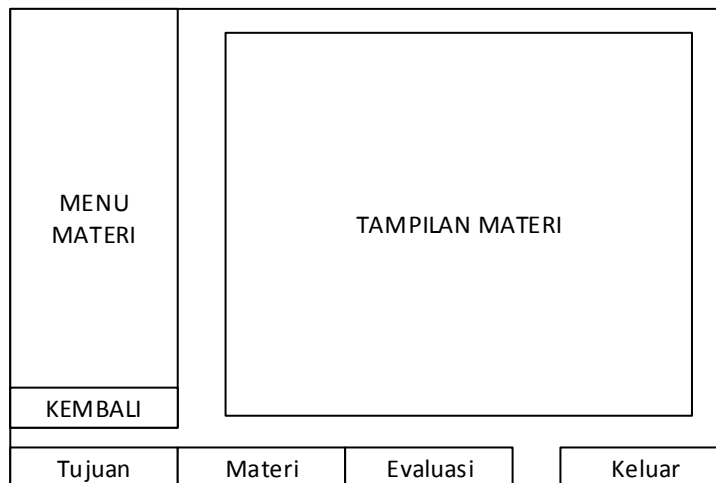 MENU
MATERI
TAMPILAN MATERI
KEMBALI
Tujuan
Materi
Evaluasi
Keluar